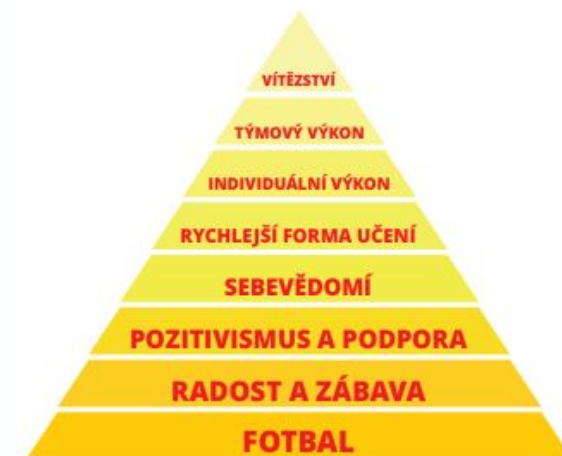 VÍTĚZSTVÍ
TÝMOVÝ VÝKON
INDIVIDUÁLNÍ VÝKON
RYCHLEJŠÍ FORMA UČENÍ
SEBEVĚDOMÍ
POZITIVISMUS A PODPORA
RADOST A ZÁBAVA
FOTBAL